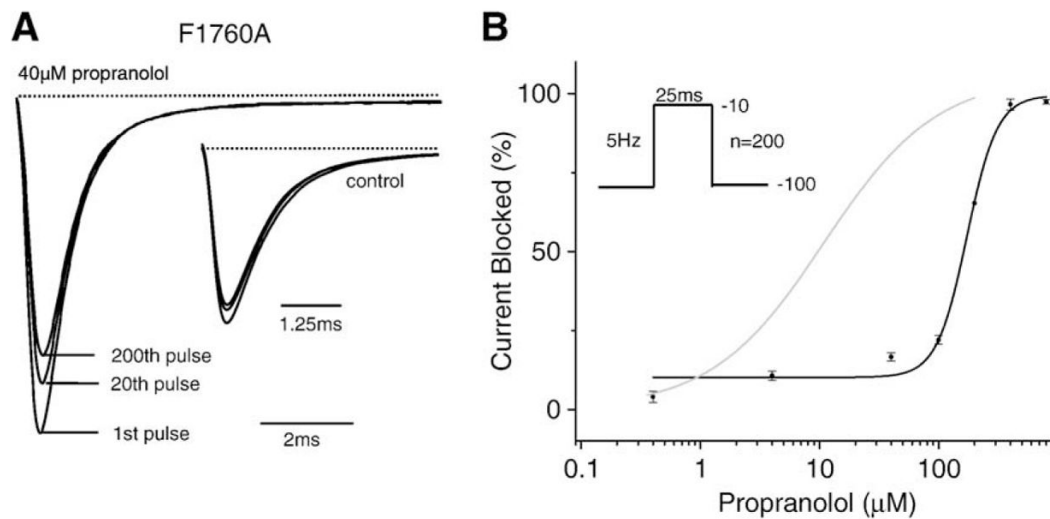 A
F1760A
40μM propranolol
control
1.25ms
200th pulse
20th pulse
1st pulse
2ms
B
Current Blocked (%)
100
50
0
25ms
-10
5Hz
n=200
-100
0.1
1
10
100
Propranolol (μM)